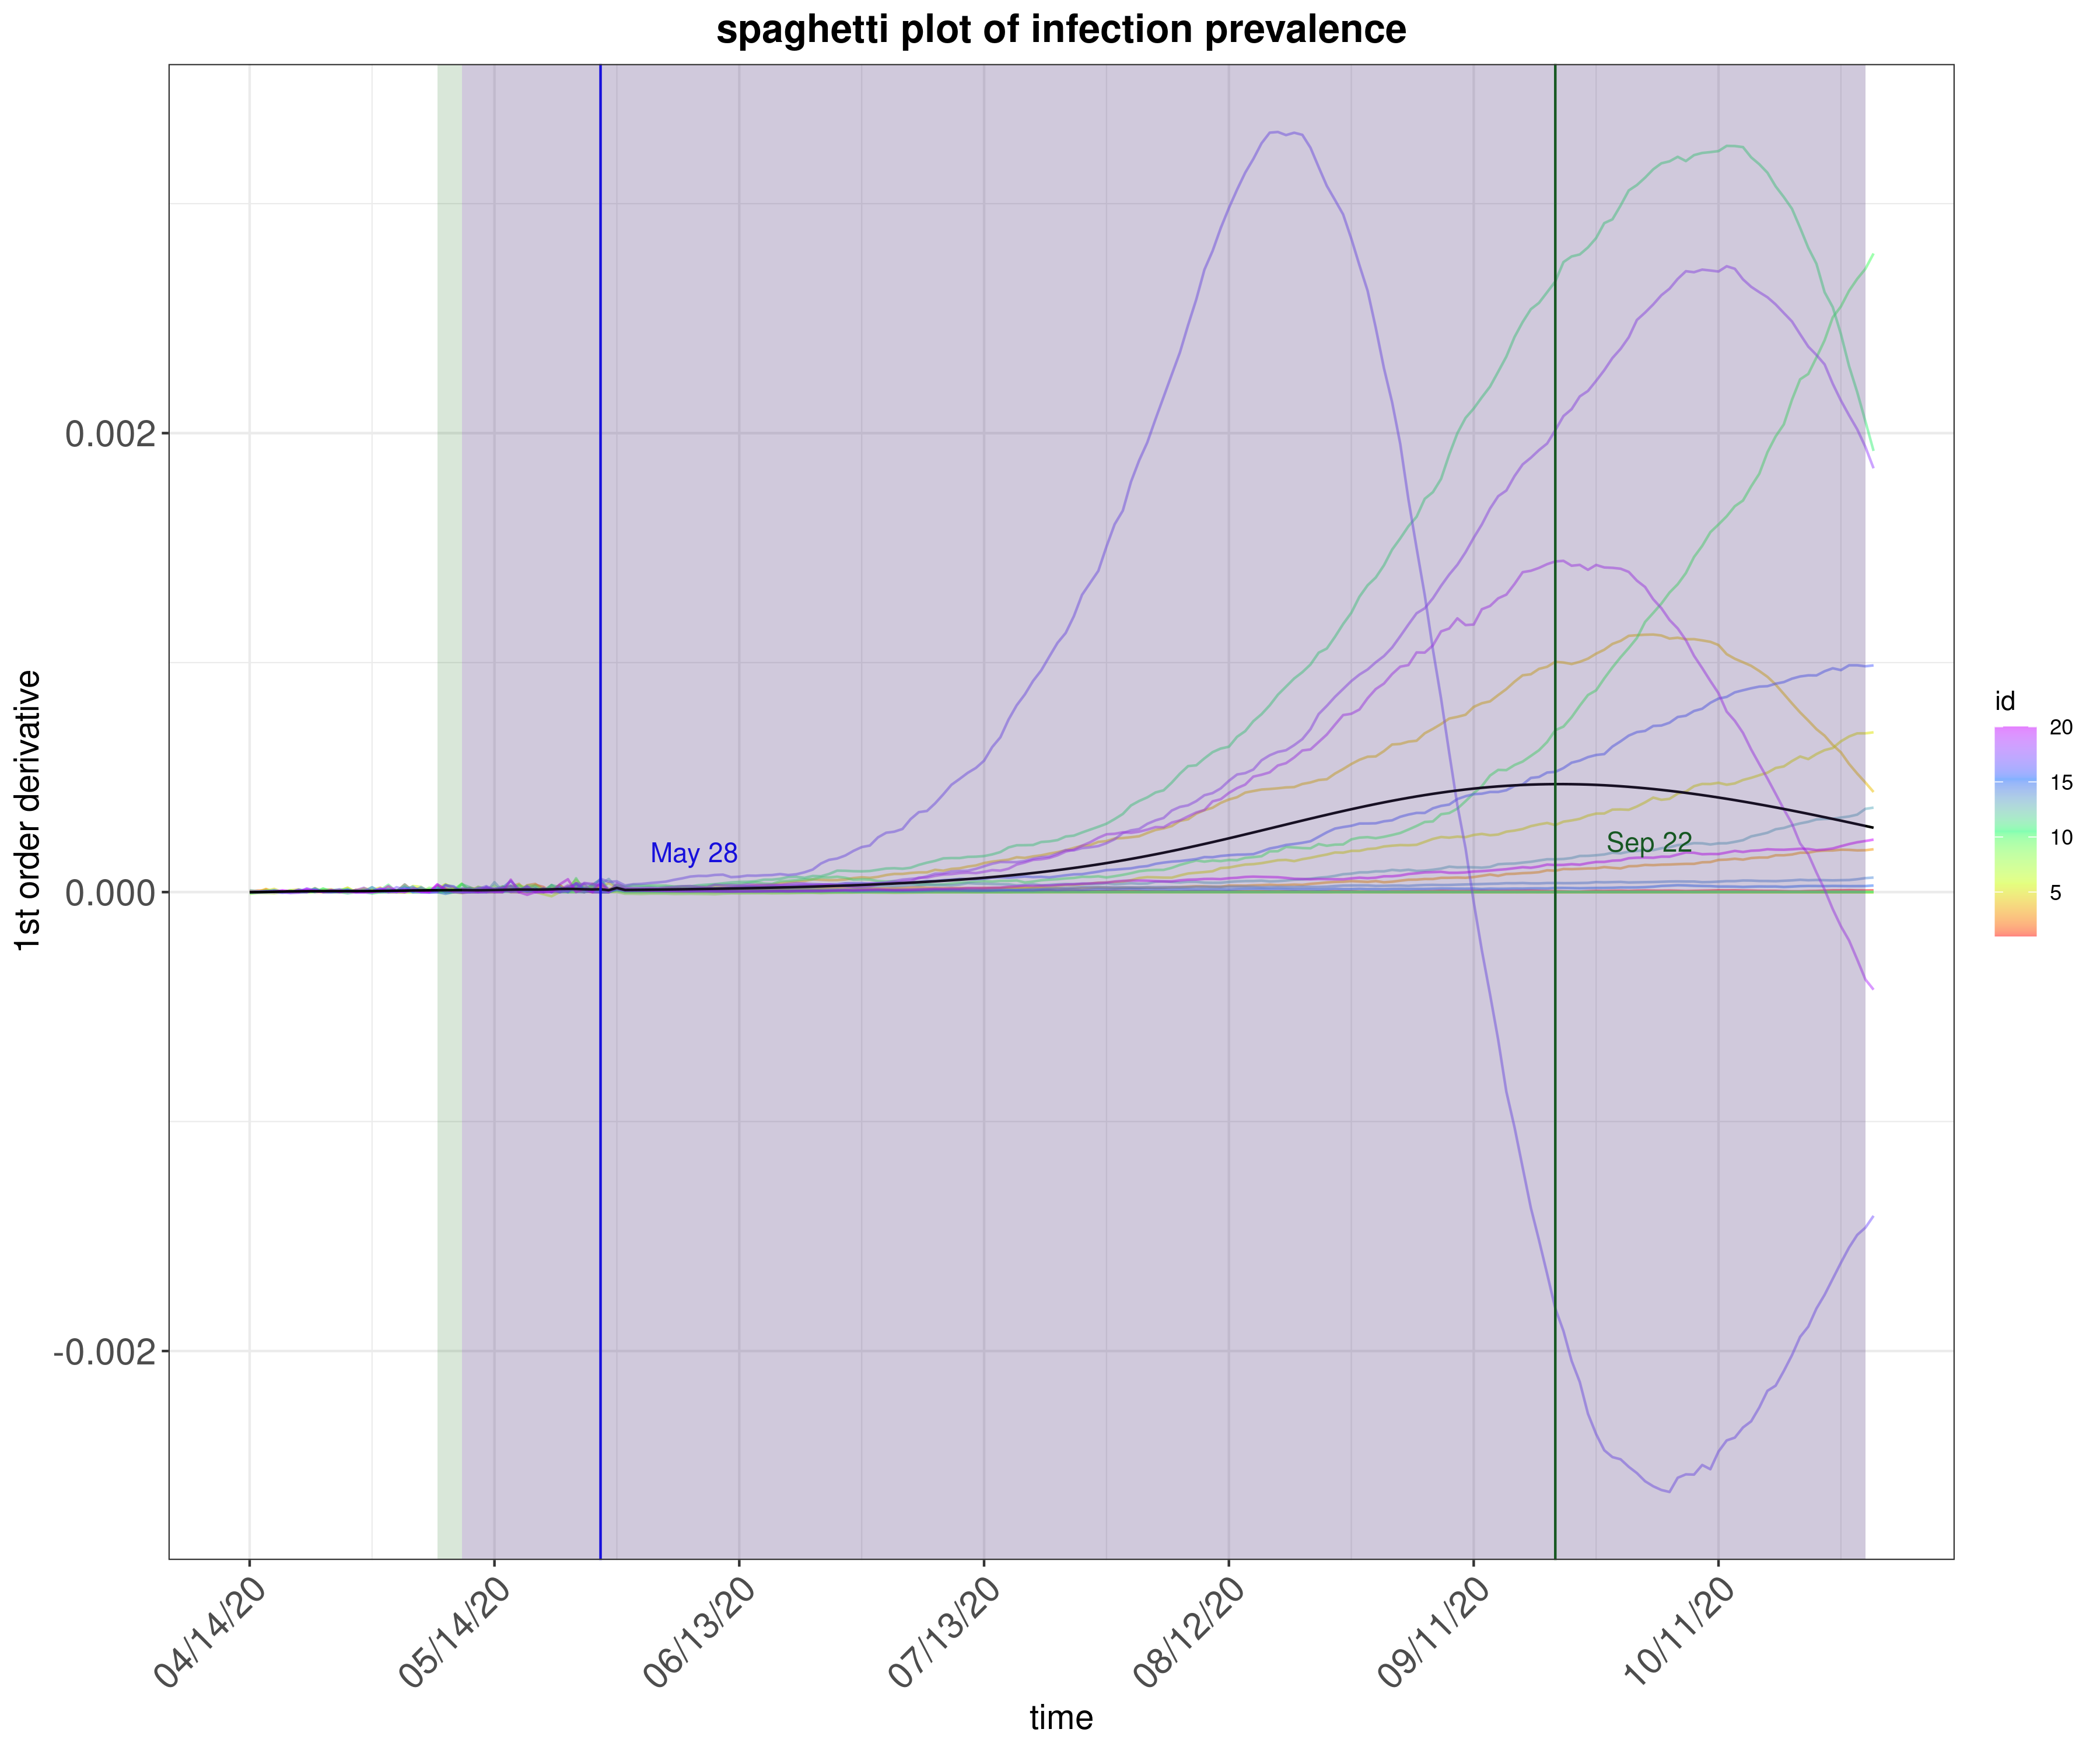 spaghetti plot of infection prevalence
1st order derivative
0.002
0.000
-0.002
May 28
Sep 22
04/14/20
05/14/20
06/13/20
07/13/20
08/12/20
09/11/20
10/11/20
time
id
20
15
10
5